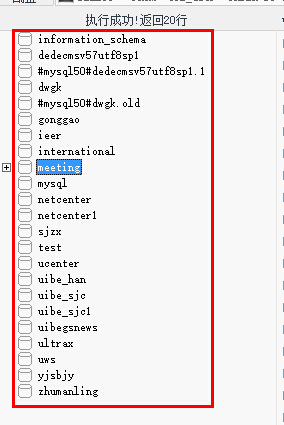 执行成功!返回20行
information_schema
dedecmsv57utf8sp1
#mysql50#dedecmsv57utf8sp1.1
dwgk
#mysql50#dwgk.old
gonggao
ieer
international
meeting
mysql
netcenter
netcenter1
sjzx
test
ucenter
uibe_han
uibe_sjc
uibe_sjc1
uibegsnews
ultrax
uws
yjsbjy
zhumanling